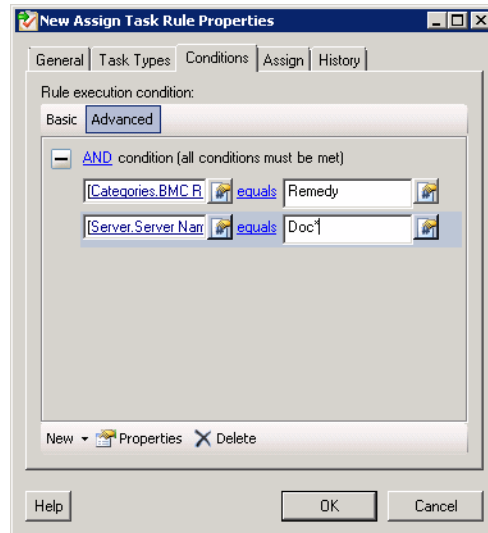 New Assign Task Rule Properties
General Task Types Conditions Assign History
Rule execution condition:
Basic Advanced
AND condition (all conditions must be met)
[Categories.BMC R equals Remedy
[Server.Server Nam equals Doc*
New Properties Delete
Help OK Cancel